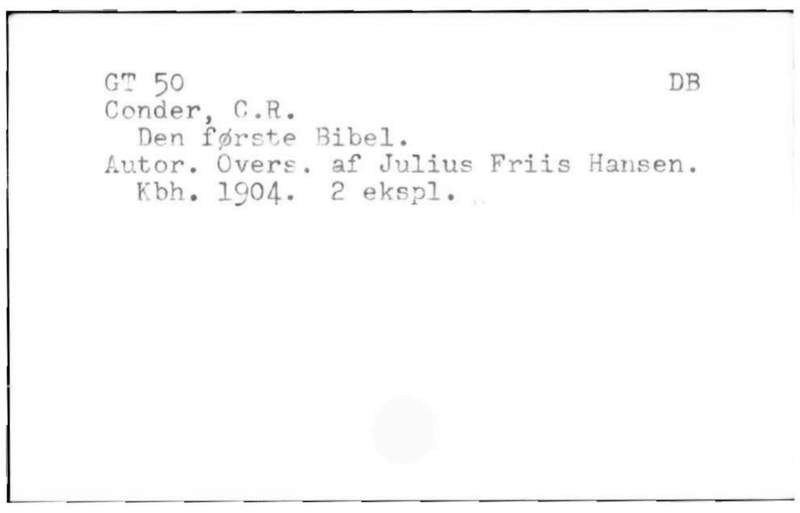 GT 50 DB
Conder, C.R.
Den første Bibel.
Autor. Overs. af Julius Friis Hansen.
Kbh. 1904. 2 ekspl.